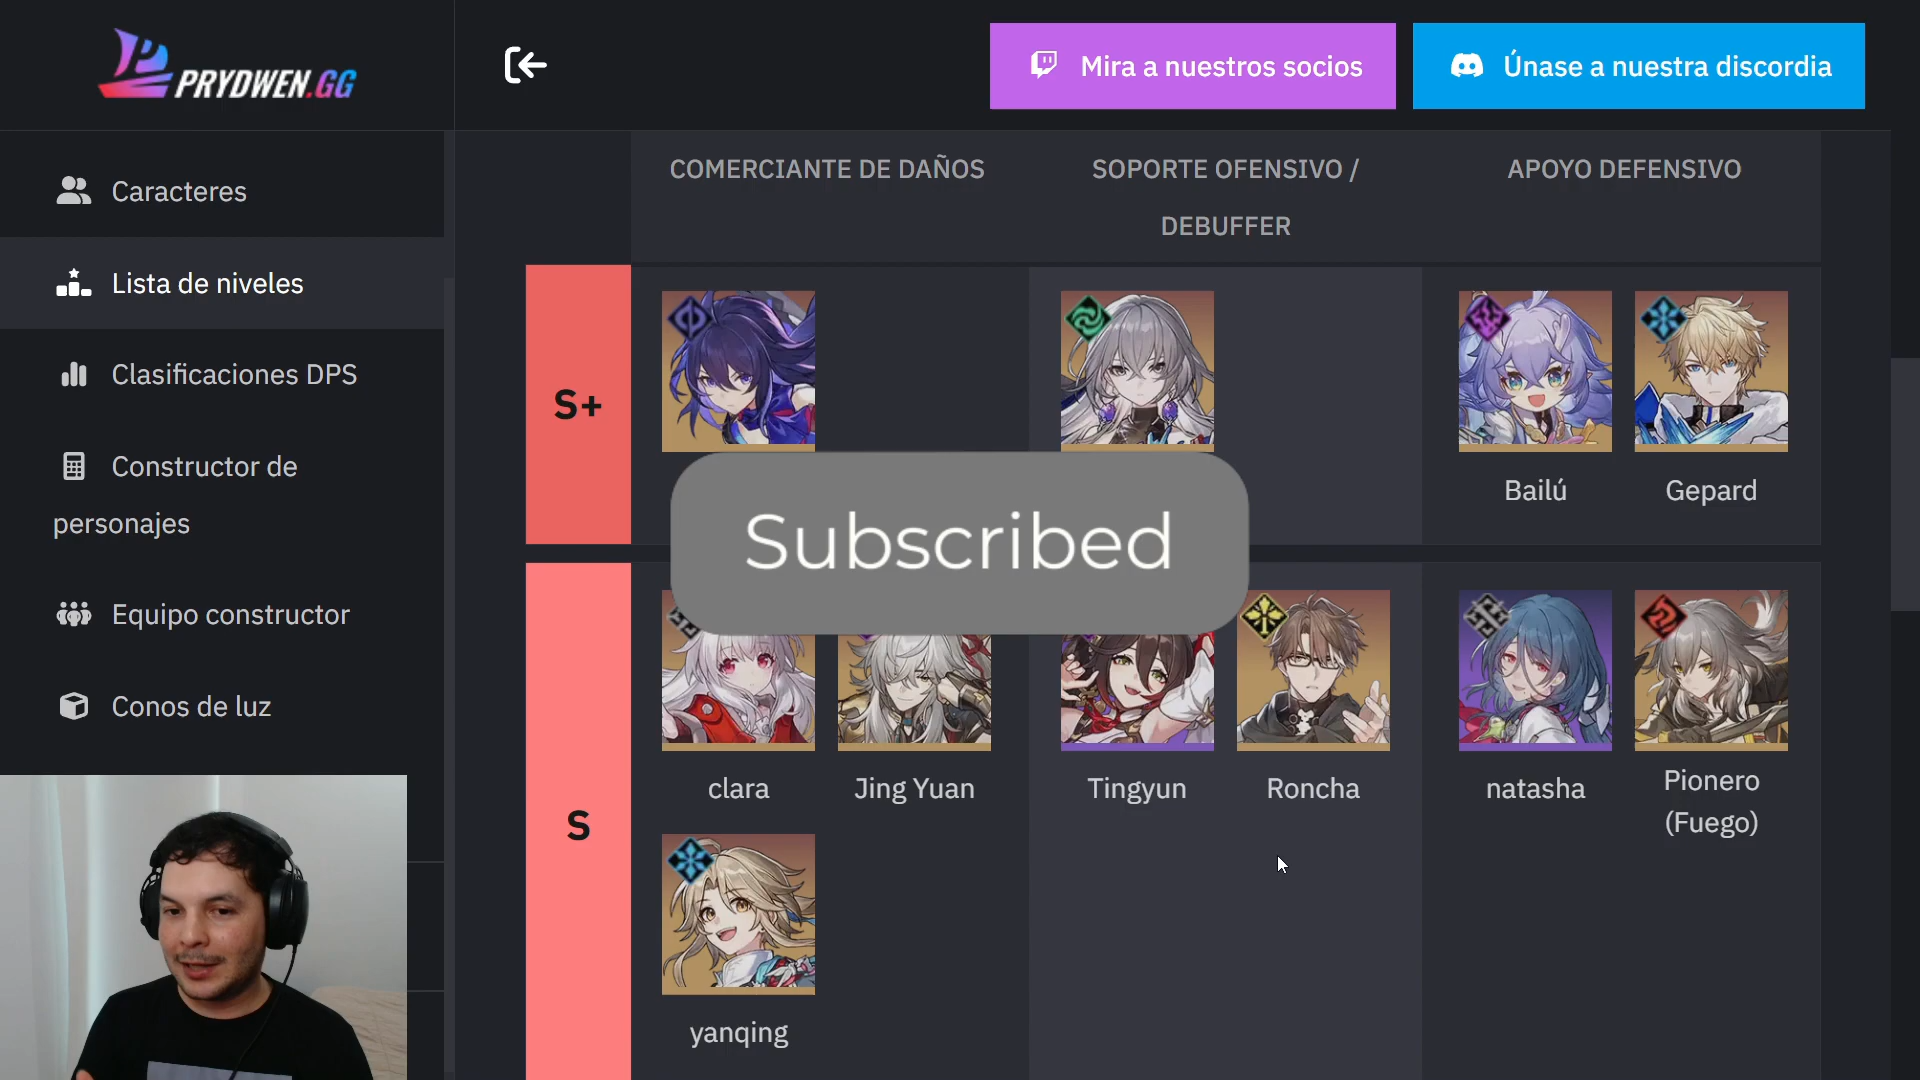 PRYDWEN.GG
Mira a nuestros socios
Únase a nuestra discordia
Caracteres
Lista de niveles
Clasificaciones DPS
Constructor de
personajes
Equipo constructor
Conos de luz
COMERCIANTE DE DAÑOS
SOPORTE OFENSIVO /
DEBUFFER
APOYO DEFENSIVO
S+
Bailú
Gepard
Subscribed
S
clara
Jing Yuan
Tingyun
Roncha
natasha
Pionero
(Fuego)
yanqing